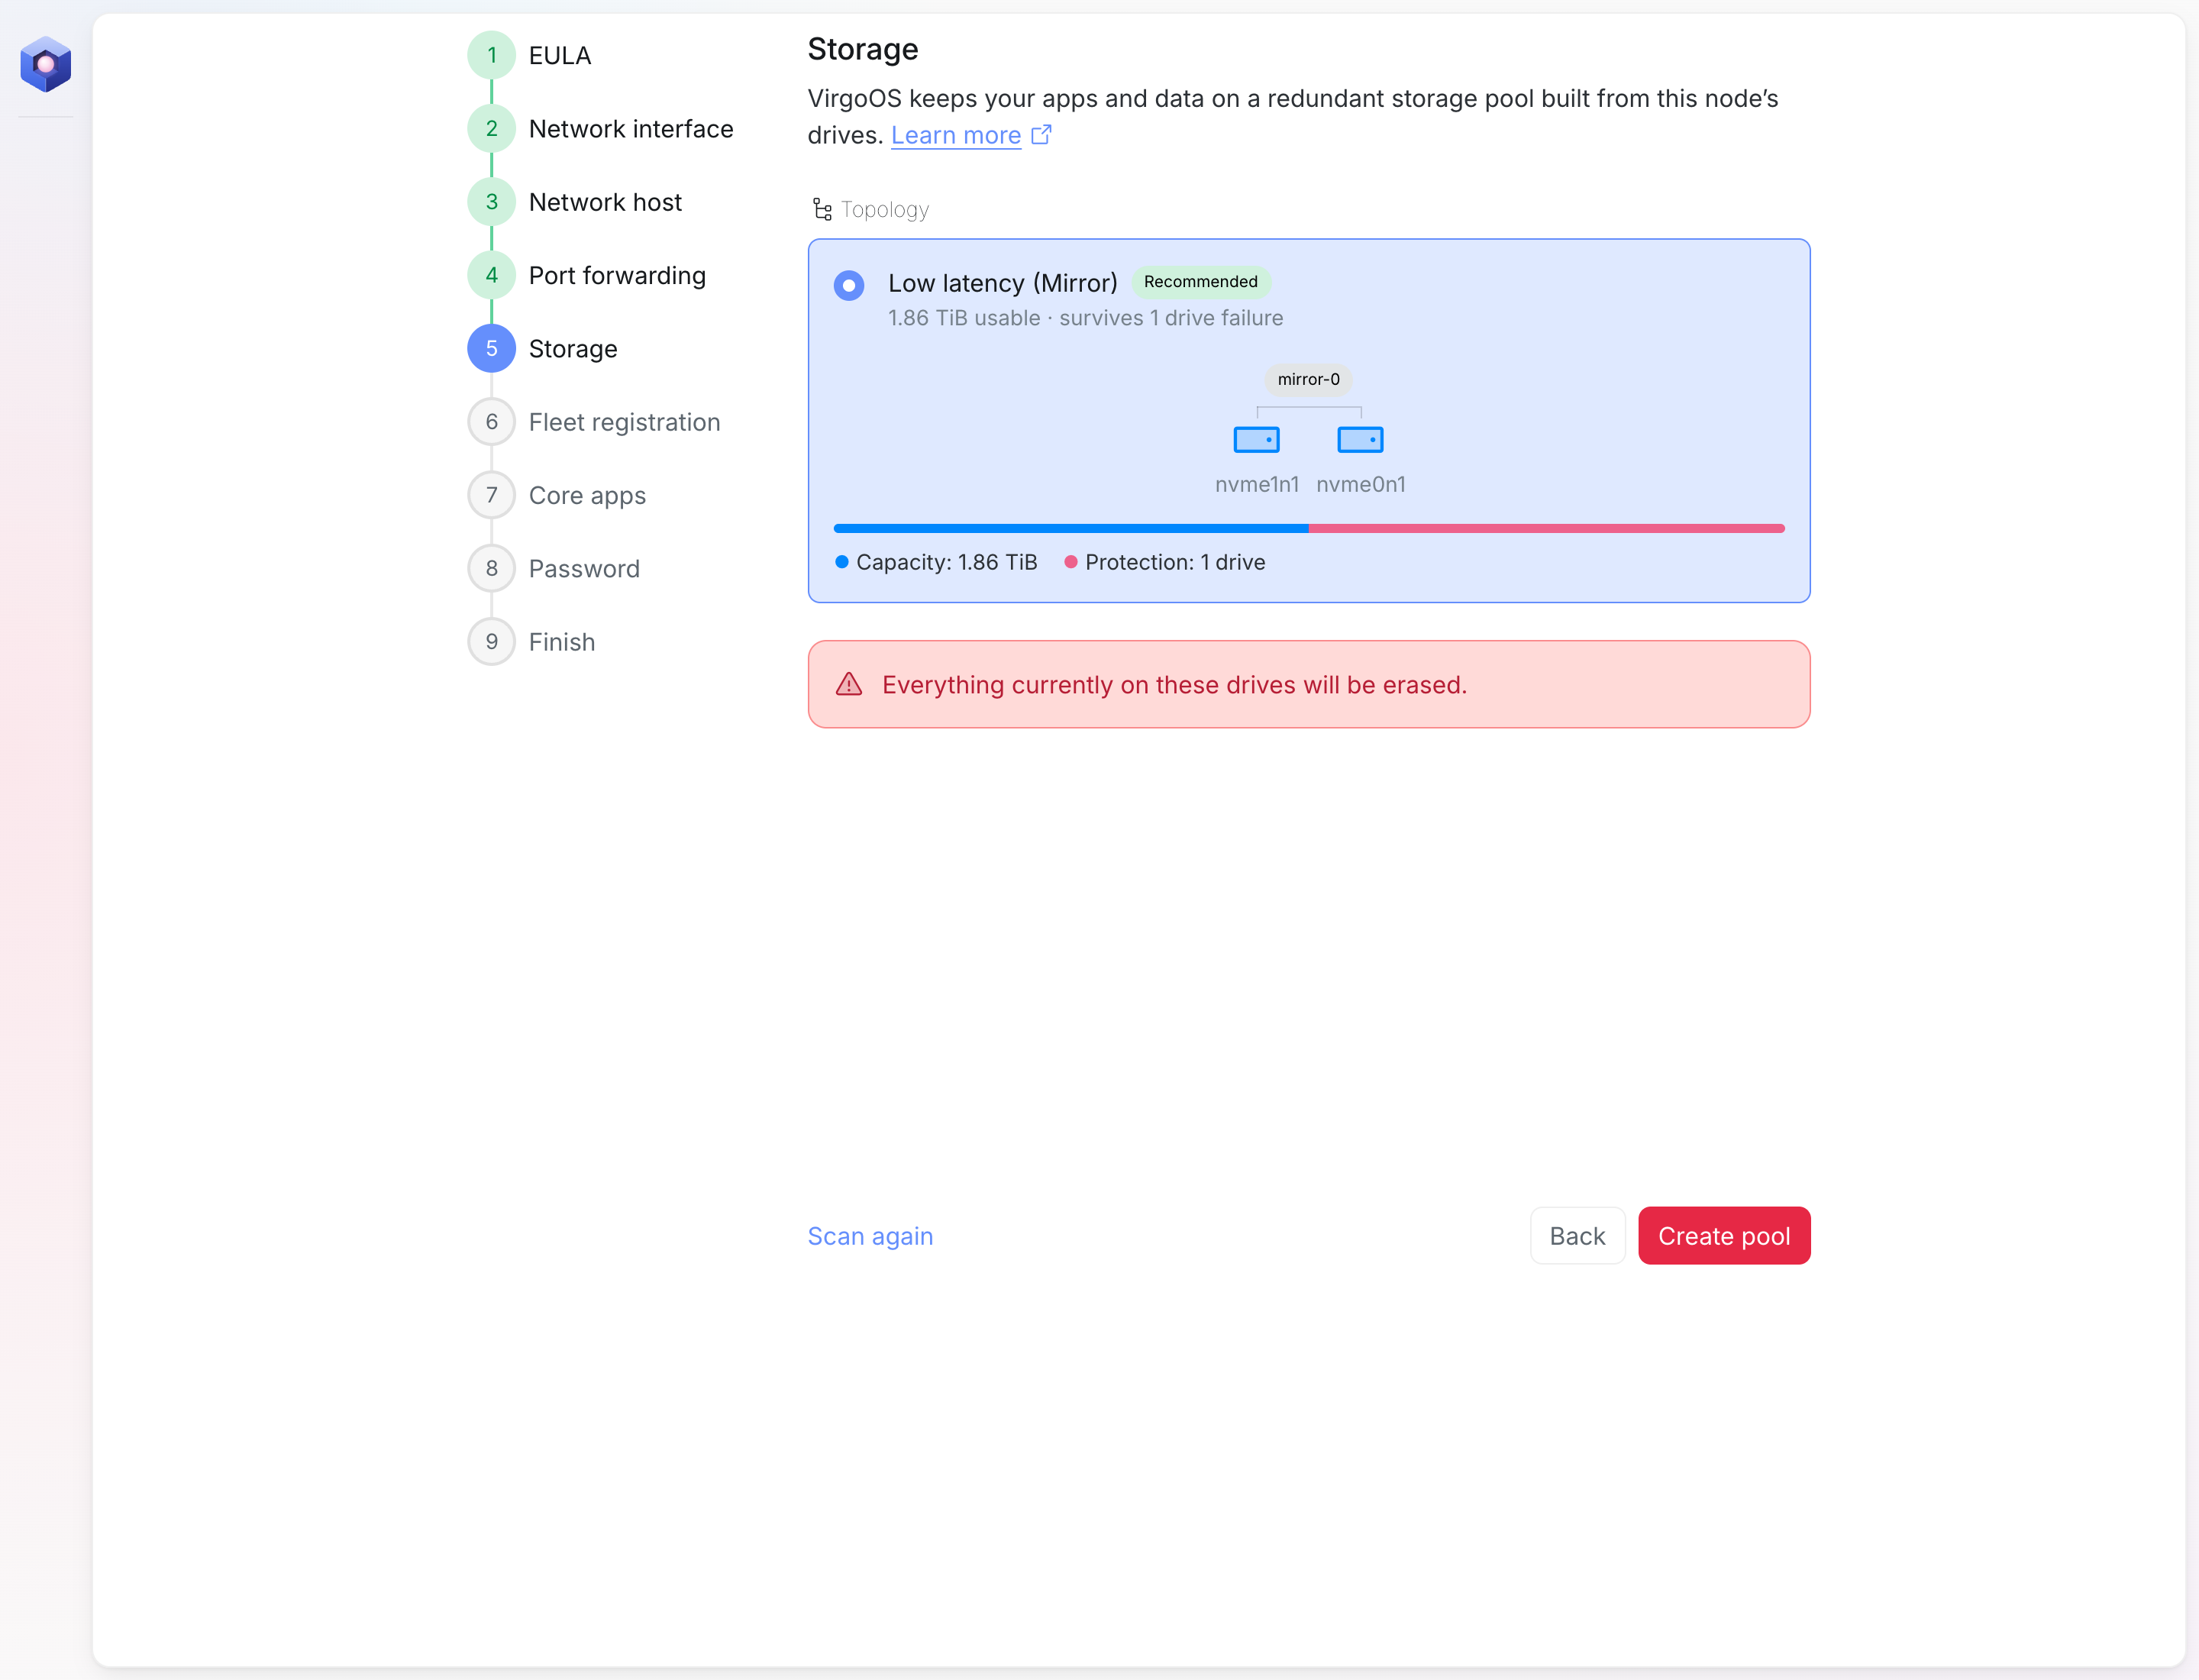 1 EULA
2 Network interface
3 Network host
4 Port forwarding
5 Storage
6 Fleet registration
7 Core apps
8 Password
9 Finish
Storage
VirgoOS keeps your apps and data on a redundant storage pool built from this node’s
drives. Learn more
Topology
Low latency (Mirror) Recommended
1.86 TiB usable · survives 1 drive failure
mirror-0
nvme1n1 nvme0n1
Capacity: 1.86 TiB Protection: 1 drive
Everything currently on these drives will be erased.
Scan again Back Create pool